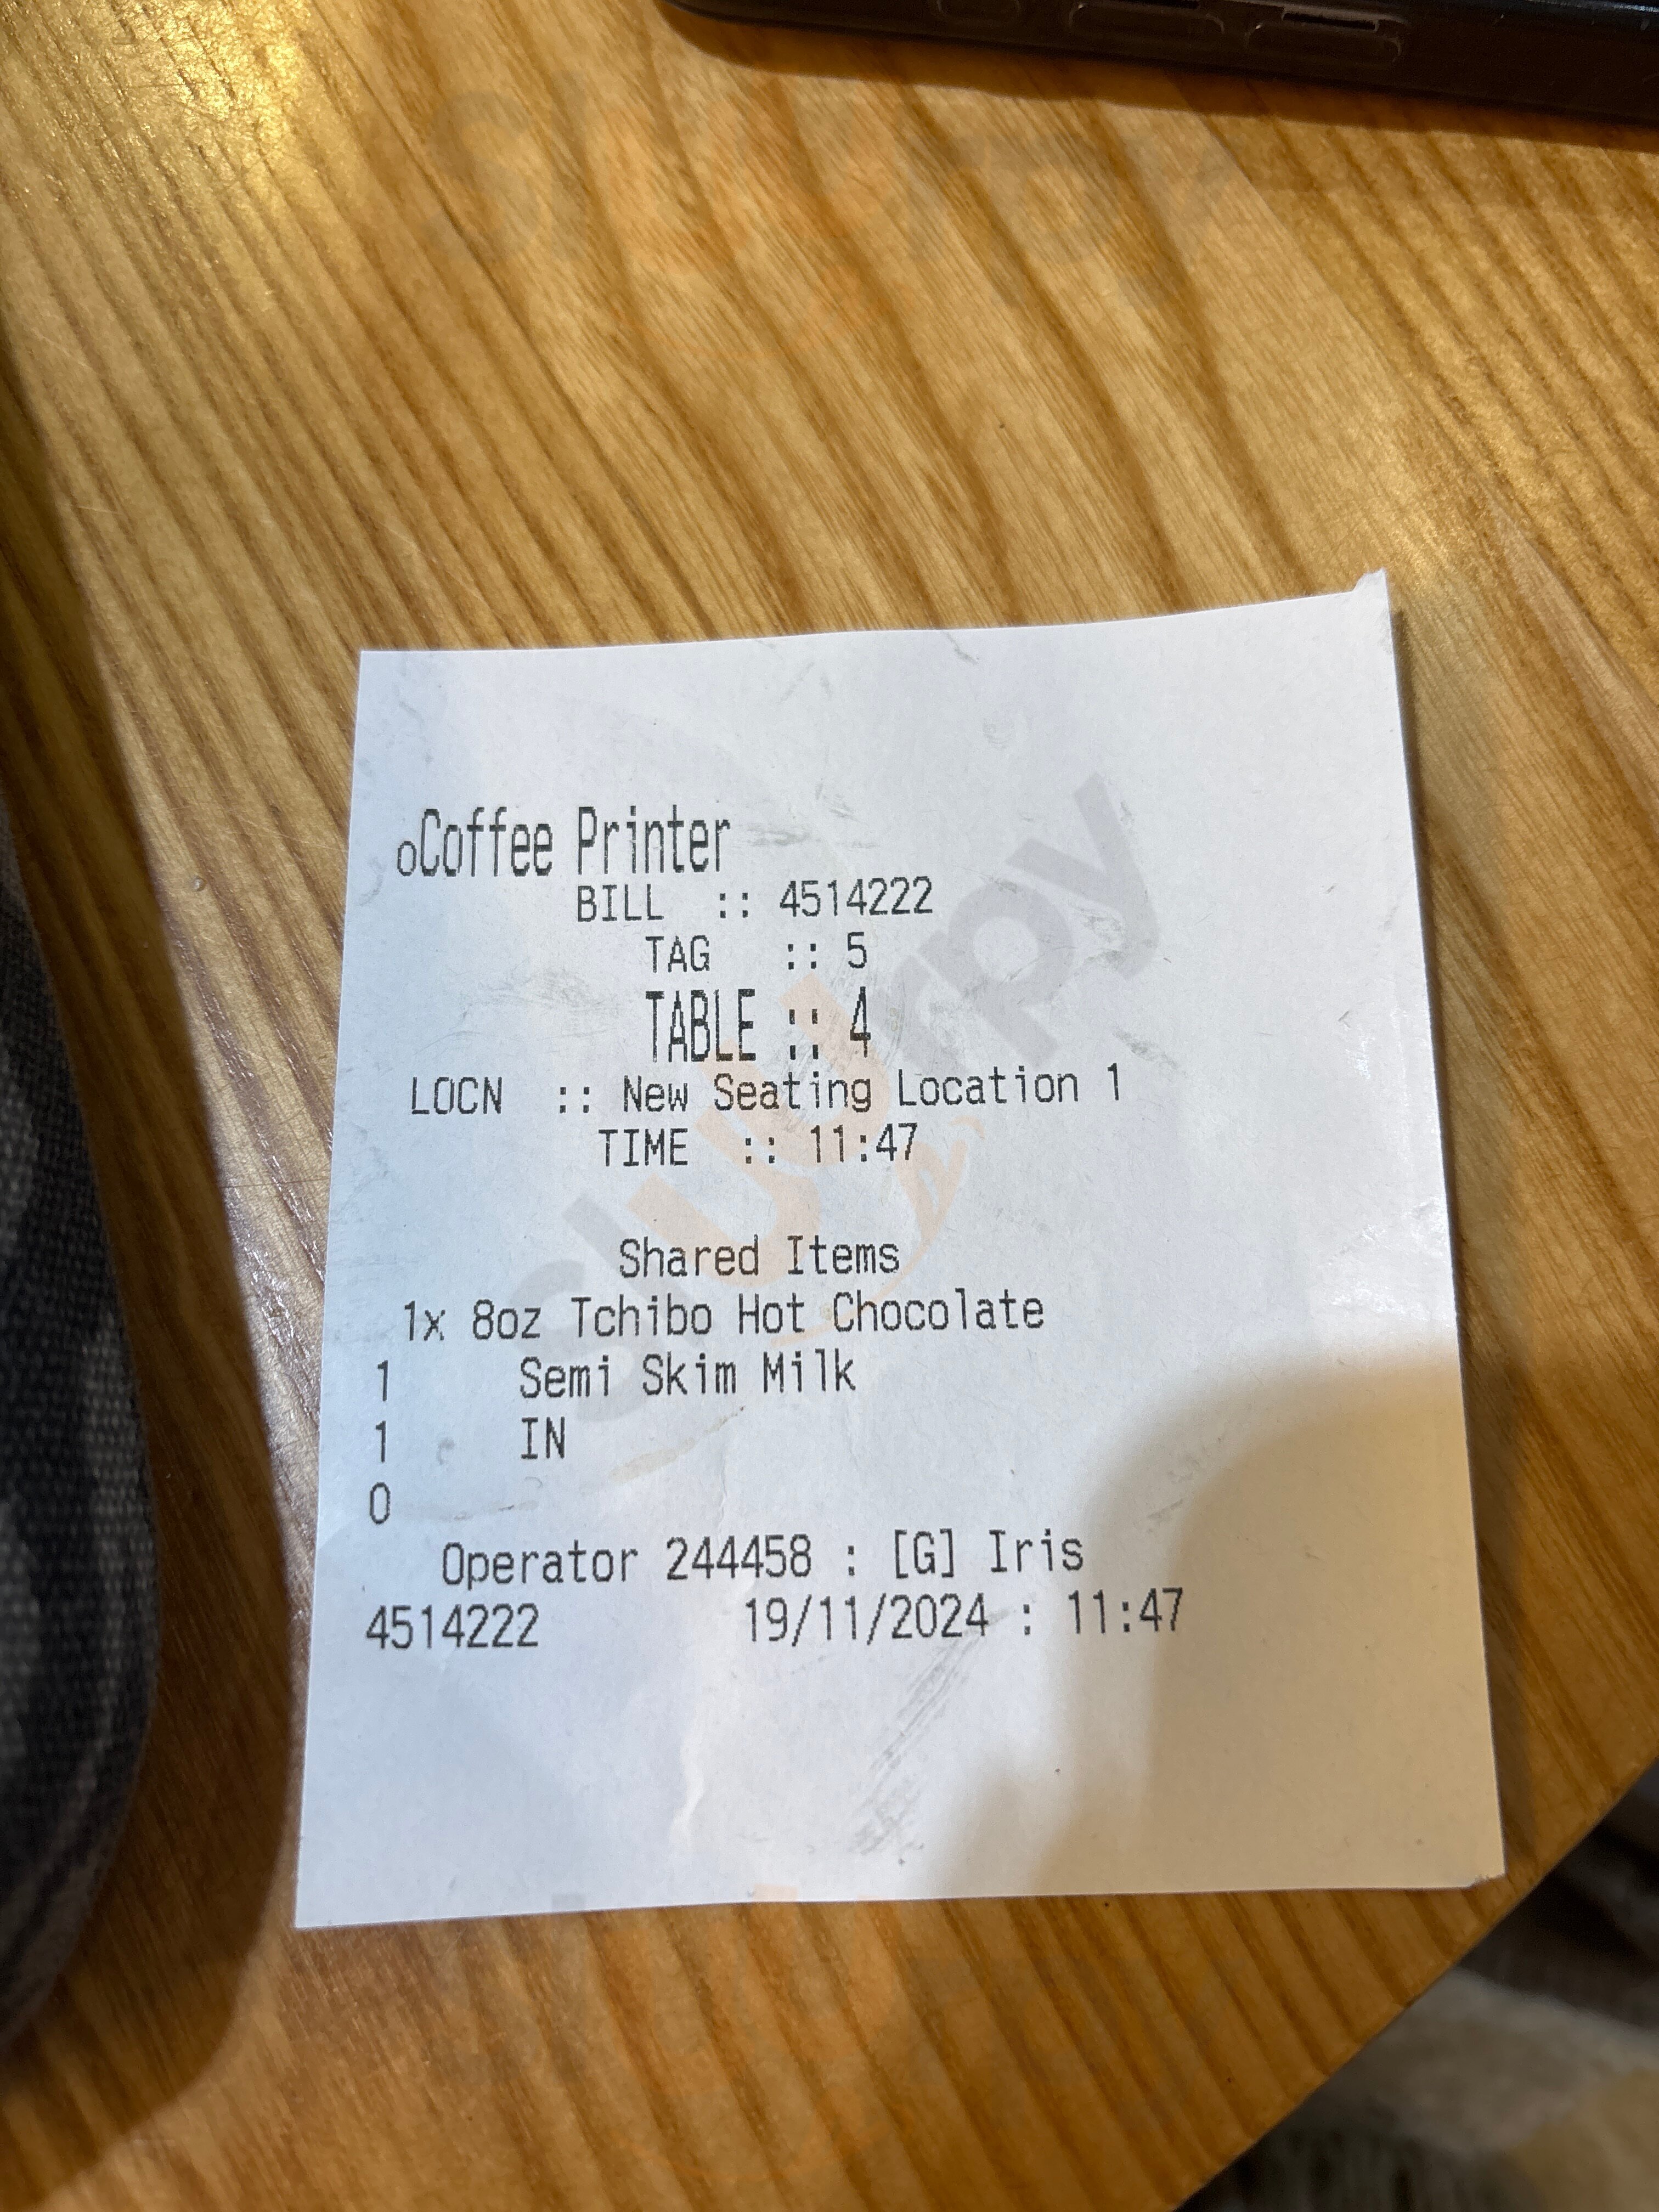 oCoffee Printer
BILL :: 4514222
TAG :: 5
TABLE :: 4
LOCN :: New Seating Location 1
TIME :: 11:47
Shared Items
1x 8oz Tchibo Hot Chocolate
1 Semi Skim Milk
1 IN
0
Operator 244458 : [G] Iris
4514222 19/11/2024 : 11:47
slurpy